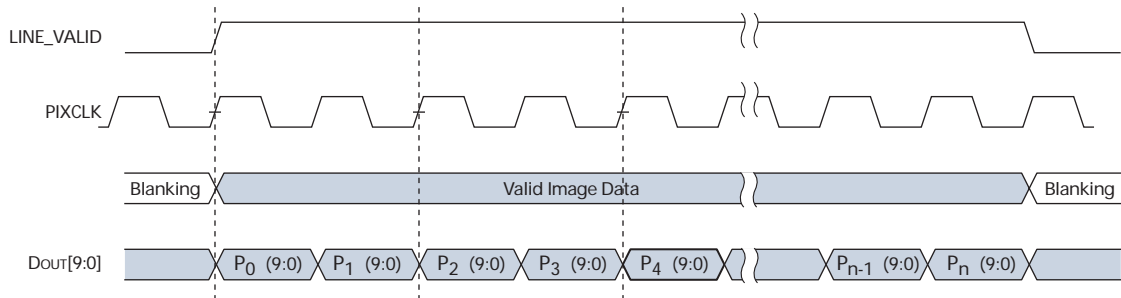 LINE_VALID
PIXCLK
Blanking Valid Image Data Blanking
DOUT[9:0] P0 (9:0) P1 (9:0) P2 (9:0) P3 (9:0) P4 (9:0) Pn-1 (9:0) Pn (9:0)